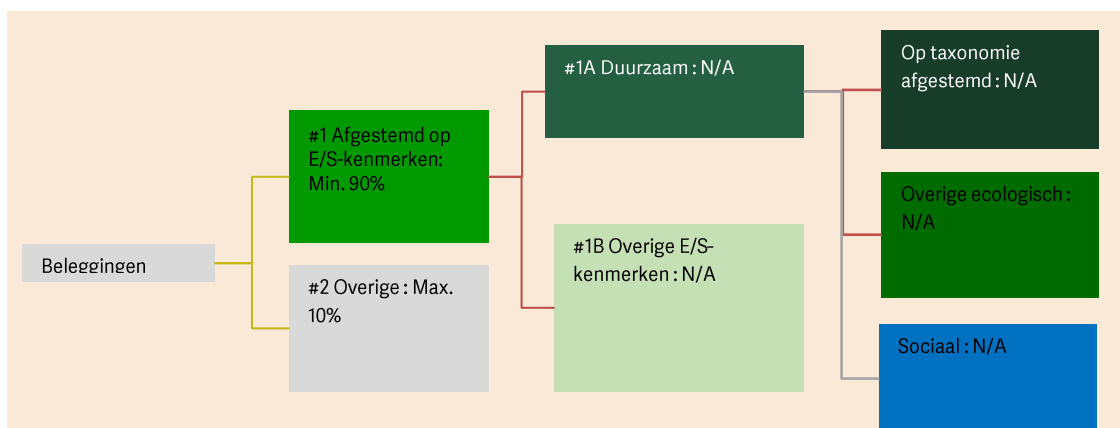 Beleggingen
#1 Afgestemd op
E/S-kenmerken:
Min. 90%
#2 Overige : Max.
10%
#1A Duurzaam : N/A
#1B Overige E/S-
kenmerken : N/A
Op taxonomie
afgestemd : N/A
Overige ecologisch :
N/A
Sociaal : N/A